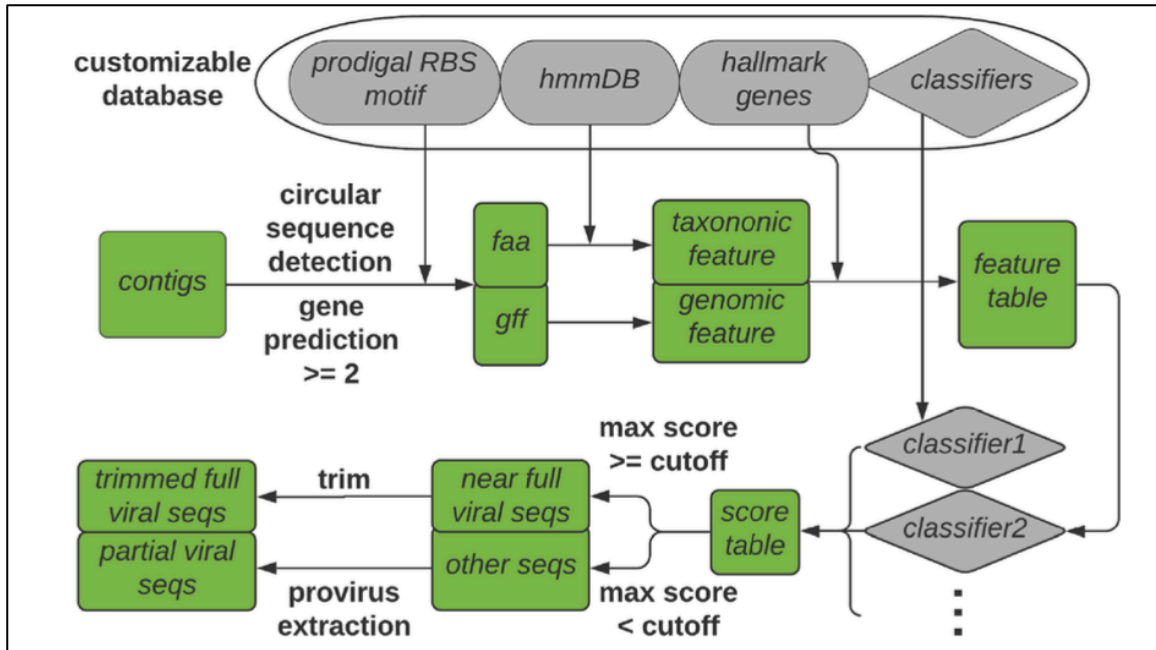 customizable
database
prodigal RBS
motif
hmmDB
hallmark
genes
classifiers
contigs
circular
sequence
detection
gene
prediction
>= 2
faa
gff
taxononic
feature
genomic
feature
feature
table
classifier1
classifier2
score
table
max score
>= cutoff
max score
< cutoff
near full
viral seqs
other seqs
trim
provirus
extraction
trimmed full
viral seqs
partial viral
seqs